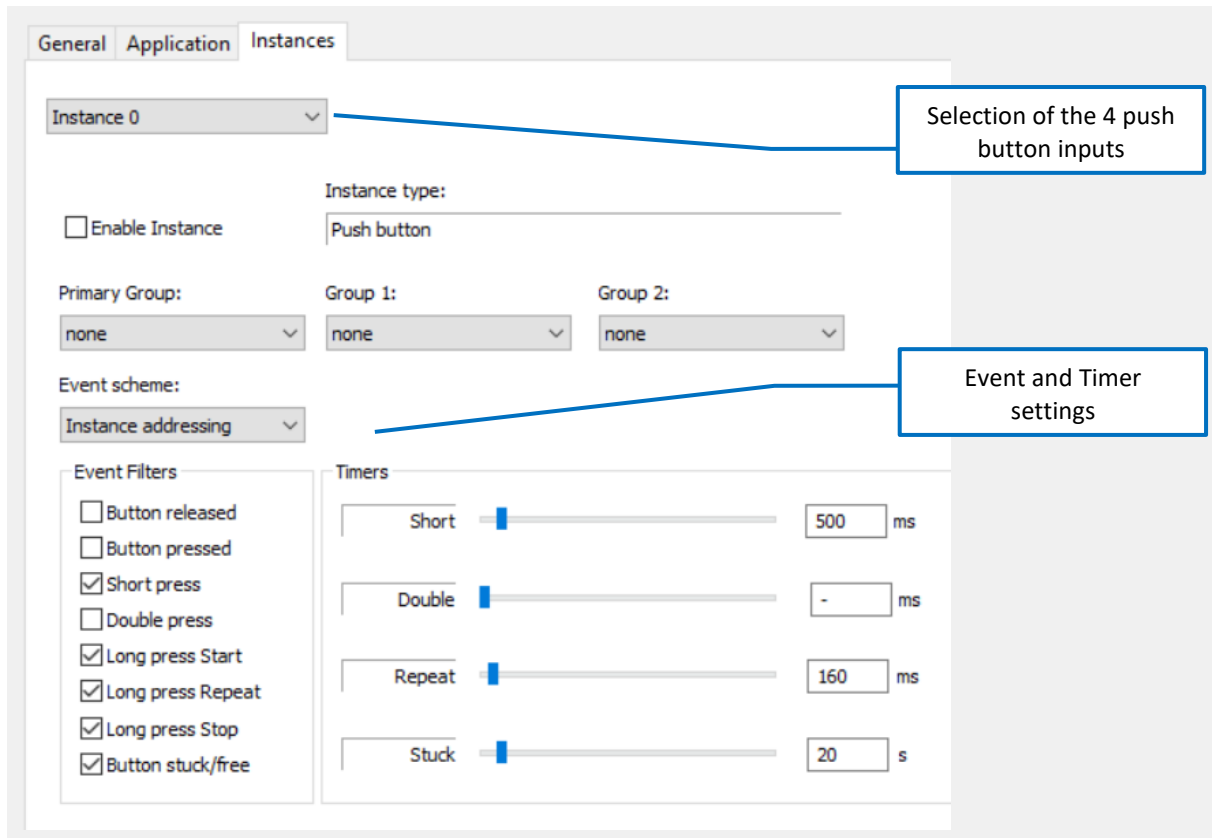 General Application Instances
Instance 0
Selection of the 4 push
button inputs
Instance type:
Enable Instance
Push button
Primary Group:
Group 1:
Group 2:
none
none
none
Event scheme:
Instance addressing
Event and Timer
settings
Event Filters
Button released
Button pressed
Short press
Double press
Long press Start
Long press Repeat
Long press Stop
Button stuck/free
Timers
Short 500 ms
Double - ms
Repeat 160 ms
Stuck 20 s